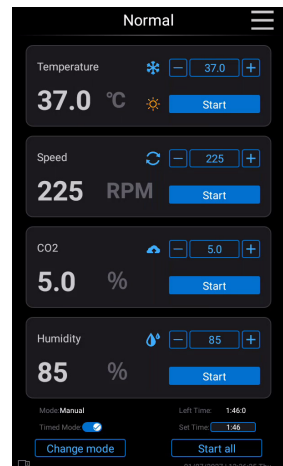 Normal
Temperature
37.0
37.0 °C
Start
Speed
225
225 RPM
Start
CO2
5.0
5.0 %
Start
Humidity
85
85 %
Start
Mode:Manual Left Time: 1:46:0
Timed Mode: Set Time: 1:46
Change mode Start all